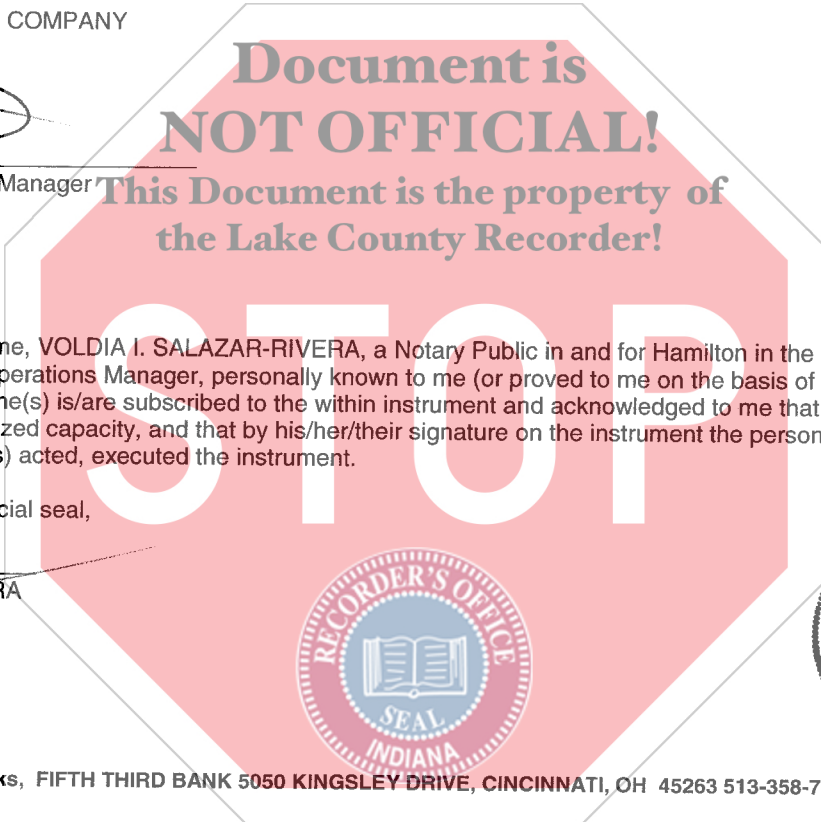 COMPANY
Document is
NOT OFFICIAL!
Manager
This Document is the property of
the Lake County Recorder!
STOP
ne, VOLDIA I. SALAZAR-RIVERA, a Notary Public in and for Hamilton in the
perations Manager, personally known to me (or proved to me on the basis of
ne(s) is/are subscribed to the within instrument and acknowledged to me that
zed capacity, and that by his/her/their signature on the instrument the person
s) acted, executed the instrument.
cial seal,
RA
RECORDER'S OFFICE
SEAL
INDIANA
ks, FIFTH THIRD BANK 5050 KINGSLEY DRIVE, CINCINNATI, OH 45263 513-358-7